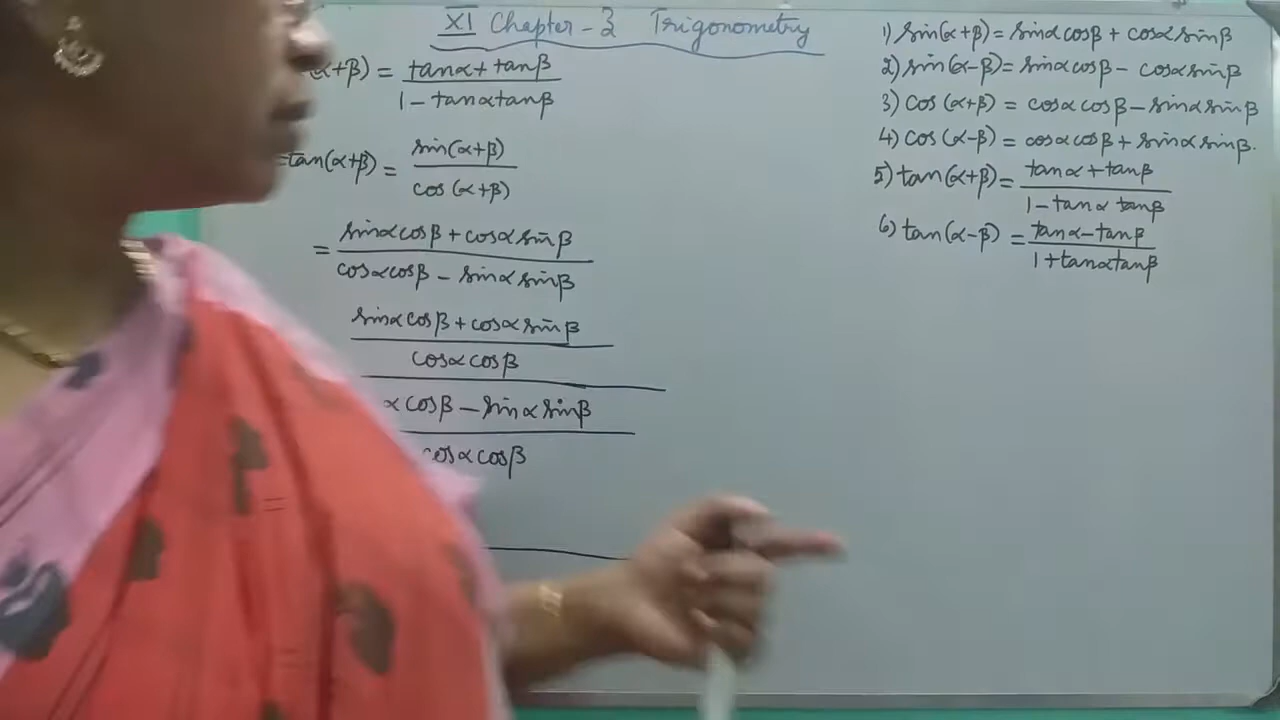 XI Chapter - 3 Trigonometry
α+β) = tanα + tanβ
1 - tanα tanβ
= tan(α+β) = sin(α+β)
cos(α+β)
= sinα cosβ + cosα sinβ
cosα cosβ - sinα sinβ
sinα cosβ + cosα sinβ
cosα cosβ
α cosβ - sinα sinβ
cosα cosβ
=
=
1) sin(α+β) = sinα cosβ + cosα sinβ
2) sin(α-β) = sinα cosβ - cosα sinβ
3) cos(α+β) = cosα cosβ - sinα sinβ
4) cos(α-β) = cosα cosβ + sinα sinβ.
5) tan(α+β) = tanα + tanβ
1 - tanα tanβ
6) tan(α-β) = tanα - tanβ
1 + tanα tanβ